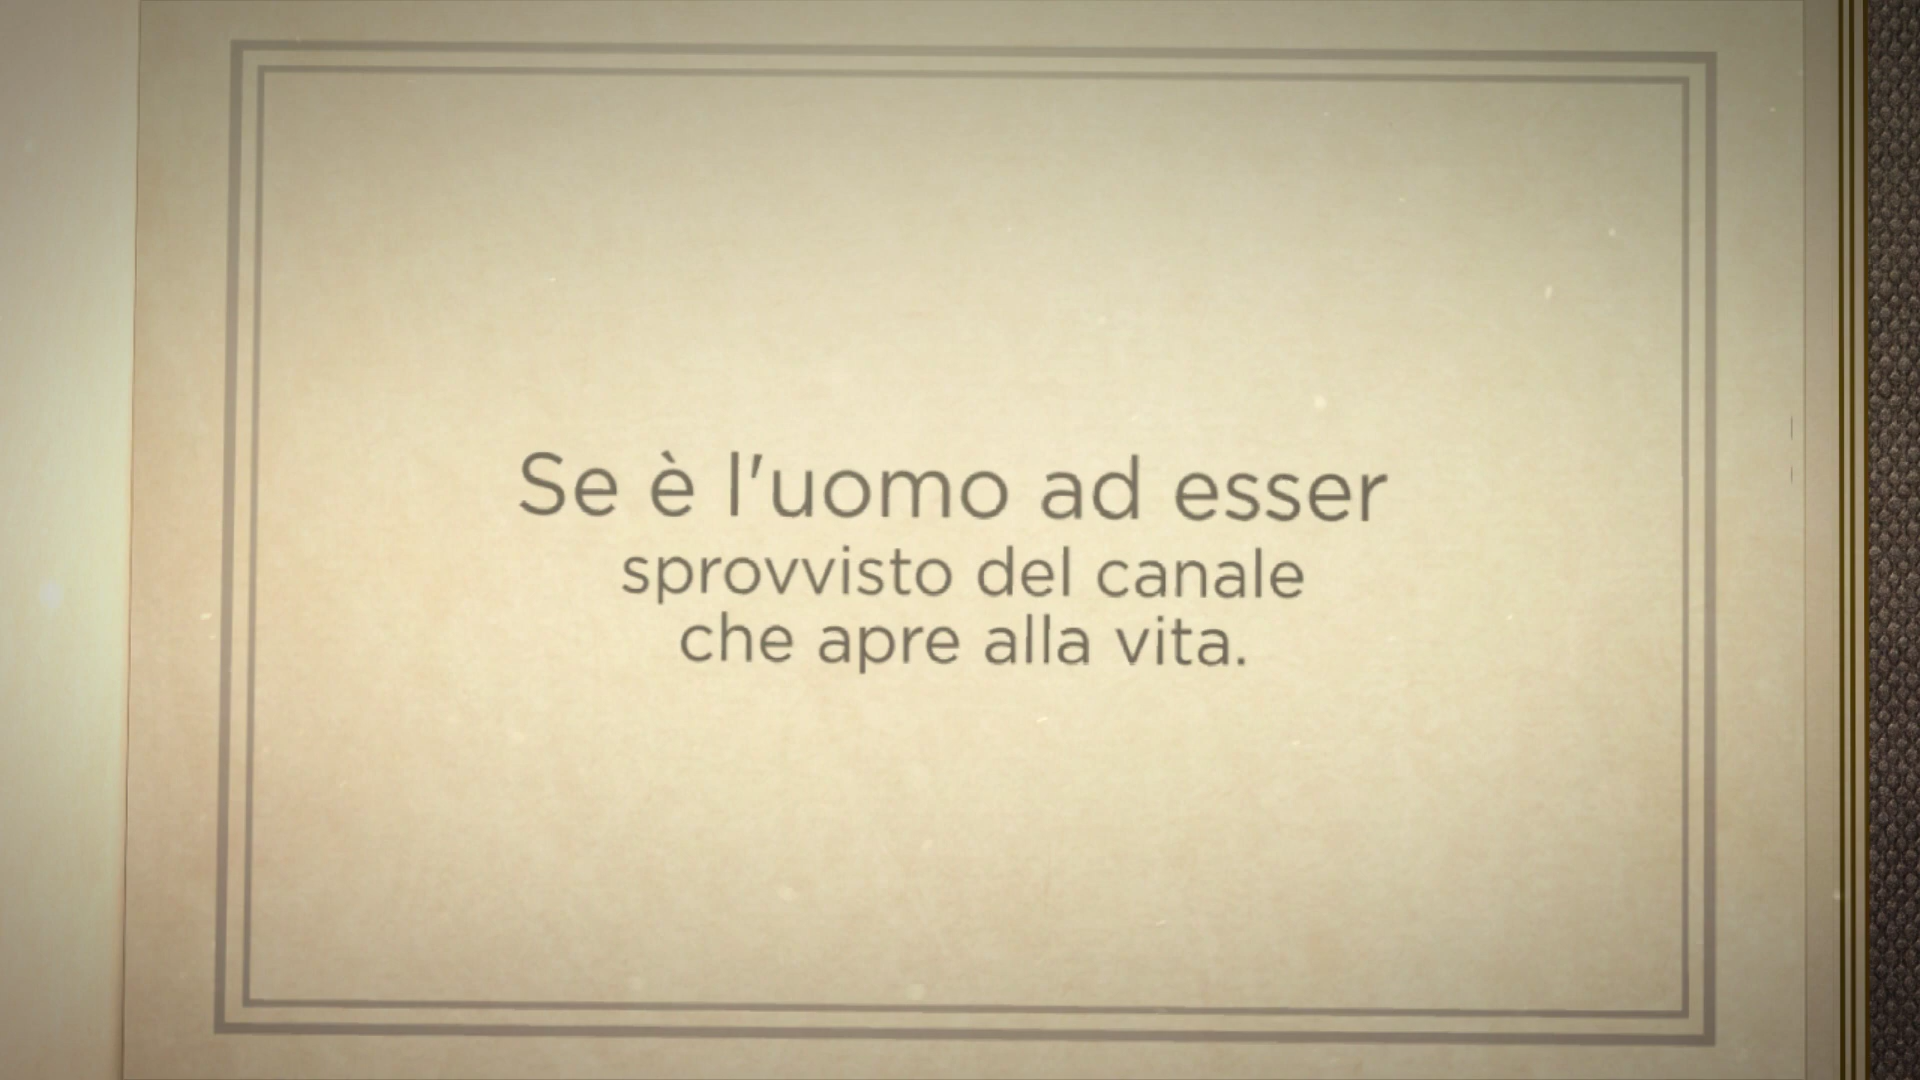 Se è l'uomo ad esser
sprovvisto del canale
che apre alla vita.